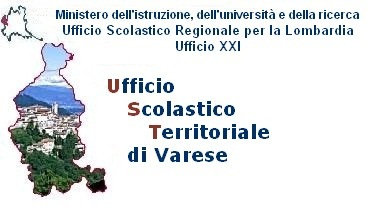 Ministero dell'istruzione, dell'università e della ricerca
Ufficio Scolastico Regionale per la Lombardia
Ufficio XXI
Ufficio
Scolastico
Territoriale
di Varese